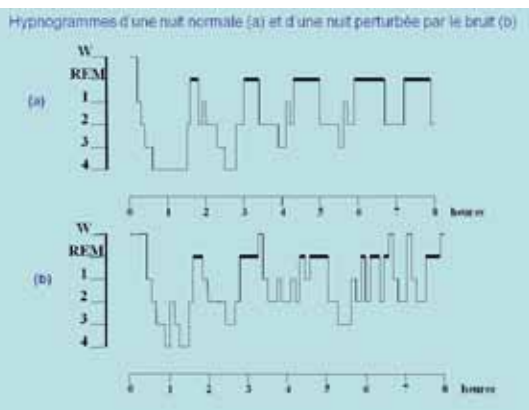 Hypnogrammes d'une nuit normale (a) et d'une nuit perturbée par le bruit (b)
W
REM
1
2
3
4
(a)
0 1 2 3 4 5 6 7 8 heures
W
REM
1
2
3
4
(b)
0 1 2 3 4 5 6 7 8 heures